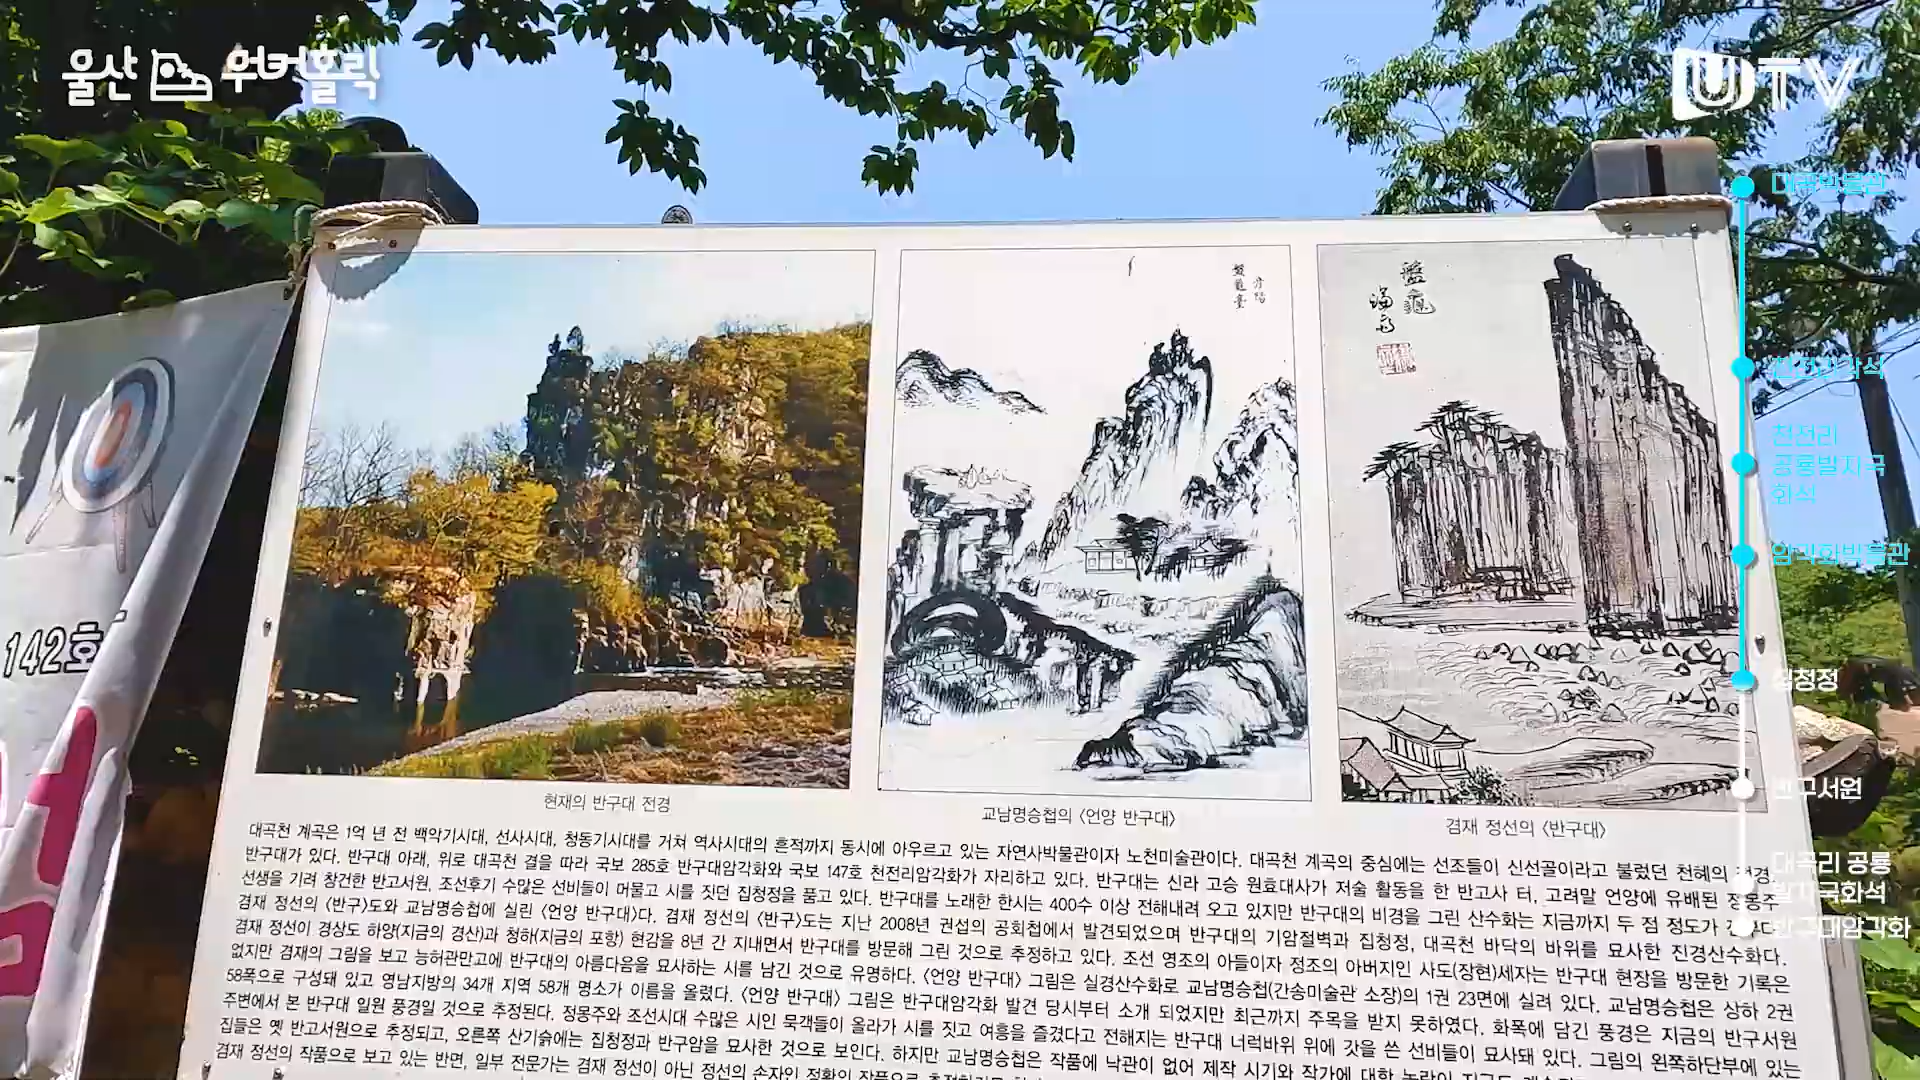 울산 워커홀릭
UTV
대곡박물관
천전리각석
천전리
공룡발자국
화석
암각화박물관
집청정
반구서원
대곡리 공룡
발자국화석
반구대암각화
142호
盤龜臺
彦陽
盤龜
현재의 반구대 전경
교남명승첩의 〈언양 반구대〉
겸재 정선의 〈반구대〉
대곡천 계곡은 1억 년 전 백악기시대, 선사시대, 청동기시대를 거쳐 역사시대의 흔적까지 동시에 아우르고 있는 자연사박물관이자 노천미술관이다. 대곡천 계곡의 중심에는 선조들이 신선골이라고 불렀던 천혜의 절경,
반구대가 있다. 반구대 아래, 위로 대곡천 결을 따라 국보 285호 반구대암각화와 국보 147호 천전리암각화가 자리하고 있다. 반구대는 신라 고승 원효대사가 저술 활동을 한 반고사 터, 고려말 언양에 유배된 정몽주
선생을 기려 창건한 반고서원, 조선후기 수많은 선비들이 머물고 시를 짓던 집청정을 품고 있다. 반구대를 노래한 한시는 400수 이상 전해내려 오고 있지만 반구대의 비경을 그린 산수화는 지금까지 두 점 정도가
겸재 정선의 〈반구〉도와 교남명승첩에 실린 〈언양 반구대〉다. 겸재 정선의 〈반구〉도는 지난 2008년 권섭의 공회첩에서 발견되었으며 반구대의 기암절벽과 집청정, 대곡천 바닥의 바위를 묘사한 진경산수화다.
겸재 정선이 경상도 하양(지금의 경산)과 청하(지금의 포항) 현감을 8년 간 지내면서 반구대를 방문해 그린 것으로 추정하고 있다. 조선 영조의 아들이자 정조의 아버지인 사도(장헌)세자는 반구대 현장을 방문한 기록은
없지만 겸재의 그림을 보고 능허관만고에 반구대의 아름다움을 묘사하는 시를 남긴 것으로 유명하다. 〈언양 반구대〉 그림은 실경산수화로 교남명승첩(간송미술관 소장)의 1권 23면에 실려 있다. 교남명승첩은 상하 2권
58폭으로 구성돼 있고 영남지방의 34개 지역 58개 명소가 이름을 올렸다. 〈언양 반구대〉 그림은 반구대암각화 발견 당시부터 소개 되었지만 최근까지 주목을 받지 못하였다. 화폭에 담긴 풍경은 지금의 반구서원
주변에서 본 반구대 일원 풍경일 것으로 추정된다. 정몽주와 조선시대 수많은 시인 묵객들이 올라가 시를 짓고 여흥을 즐겼다고 전해지는 반구대 너럭바위 위에 갓을 쓴 선비들이 묘사돼 있다. 그림의 왼쪽하단부에 있는
집들은 옛 반고서원으로 추정되고, 오른쪽 산기슭에는 집청정과 반구암을 묘사한 것으로 보인다. 하지만 교남명승첩은 작품에 낙관이 없어 제작 시기와 작가에 대한 논란이
겸재 정선의 작품으로 보고 있는 반면, 일부 전문가는 겸재 정선이 아닌 정선의 손자인 정황의 작품으로